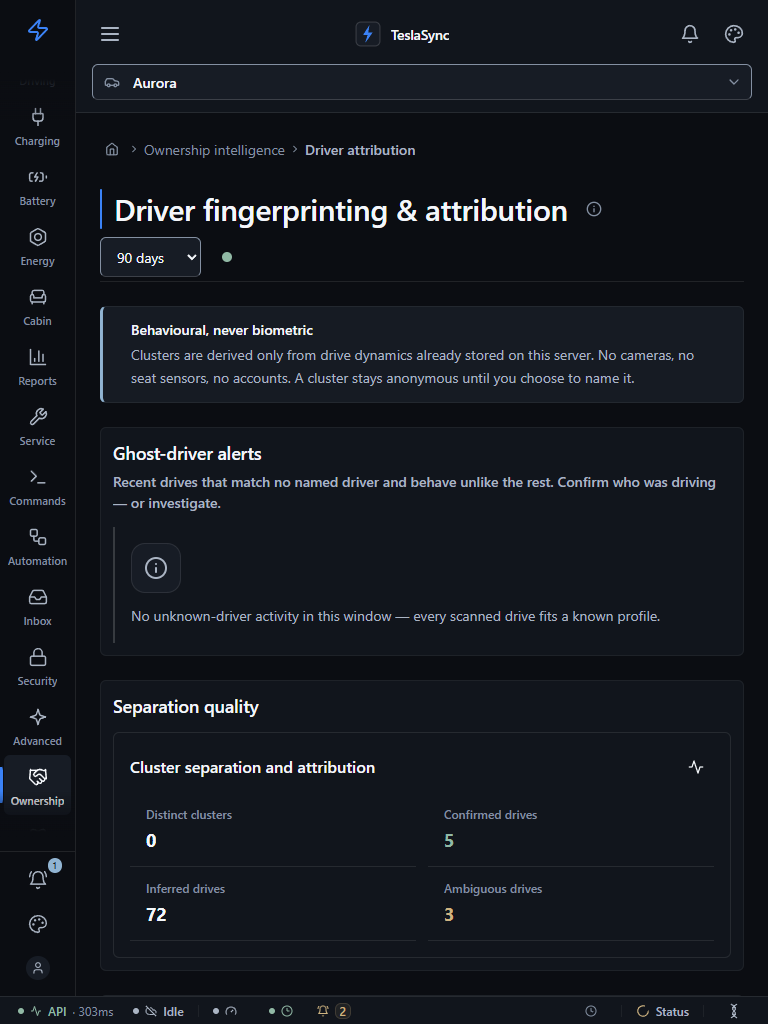 TeslaSync
Aurora
Charging
Battery
Energy
Cabin
Reports
Service
Commands
Automation
Inbox
Security
Advanced
Ownership
1
Ownership intelligence > Driver attribution
Driver fingerprinting & attribution
90 days
Behavioural, never biometric
Clusters are derived only from drive dynamics already stored on this server. No cameras, no
seat sensors, no accounts. A cluster stays anonymous until you choose to name it.
Ghost-driver alerts
Recent drives that match no named driver and behave unlike the rest. Confirm who was driving
— or investigate.
No unknown-driver activity in this window — every scanned drive fits a known profile.
Separation quality
Cluster separation and attribution
Distinct clusters
0
Confirmed drives
5
Inferred drives
72
Ambiguous drives
3
API · 303ms
Idle
2
Status